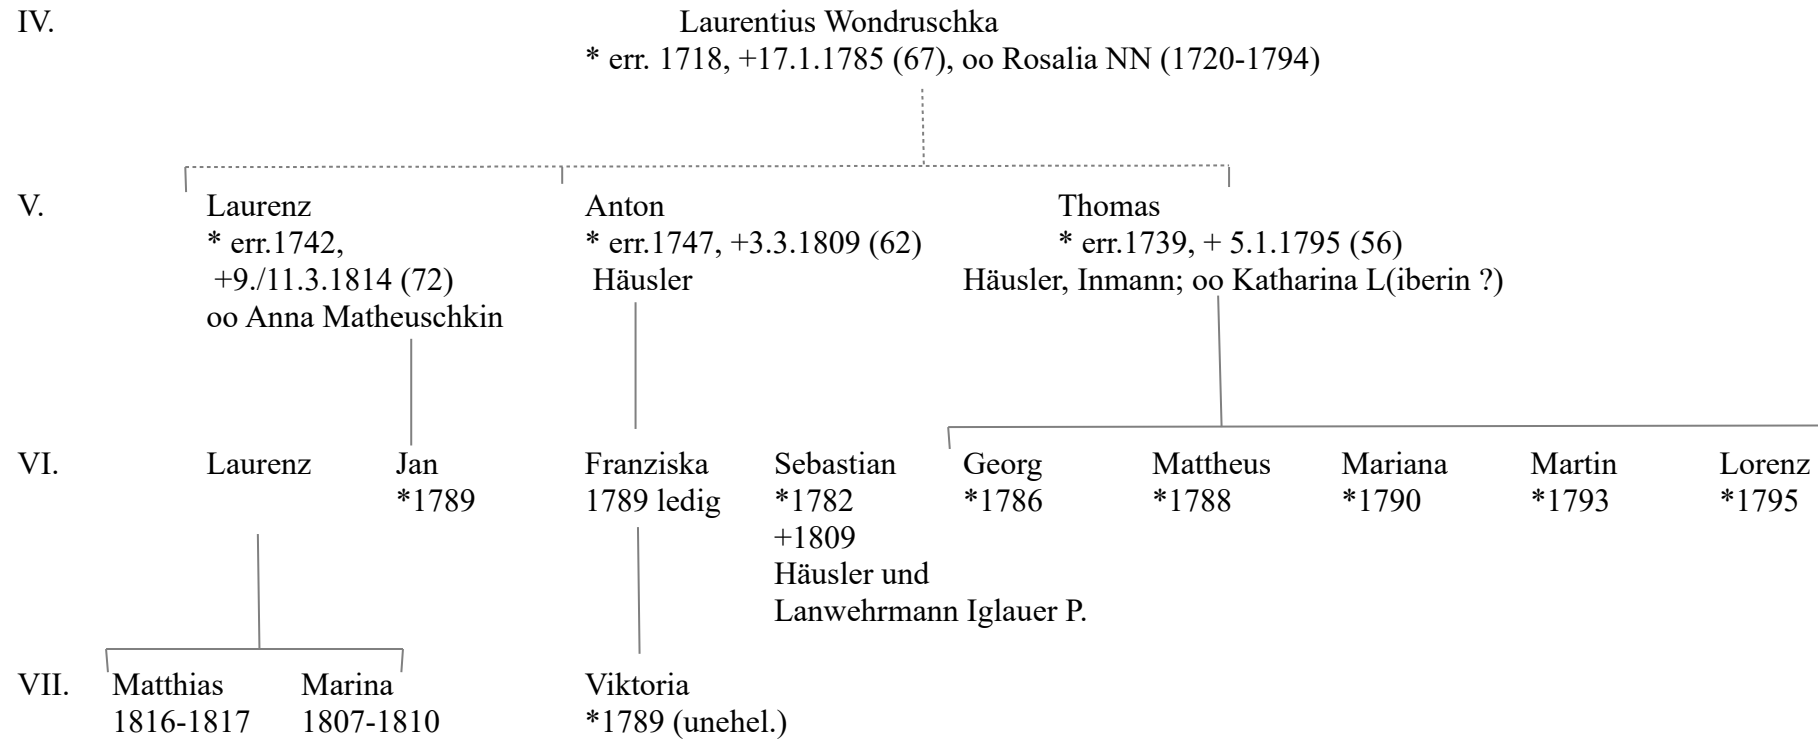 IV.
Laurentius Wondruschka
* err. 1718, +17.1.1785 (67), oo Rosalia NN (1720-1794)
V.
Laurenz
* err.1742,
+9./11.3.1814 (72)
oo Anna Matheuschkin
Anton
* err.1747, +3.3.1809 (62)
Häusler
Thomas
* err.1739, + 5.1.1795 (56)
Häusler, Inmann; oo Katharina L(iberin ?)
VI.
Laurenz
Jan
*1789
Franziska
1789 ledig
Sebastian
*1782
+1809
Häusler und
Lanwehrmann Iglauer P.
Georg
*1786
Mattheus
*1788
Mariana
*1790
Martin
*1793
Lorenz
*1795
VII.
Matthias
1816-1817
Marina
1807-1810
Viktoria
*1789 (unehel.)